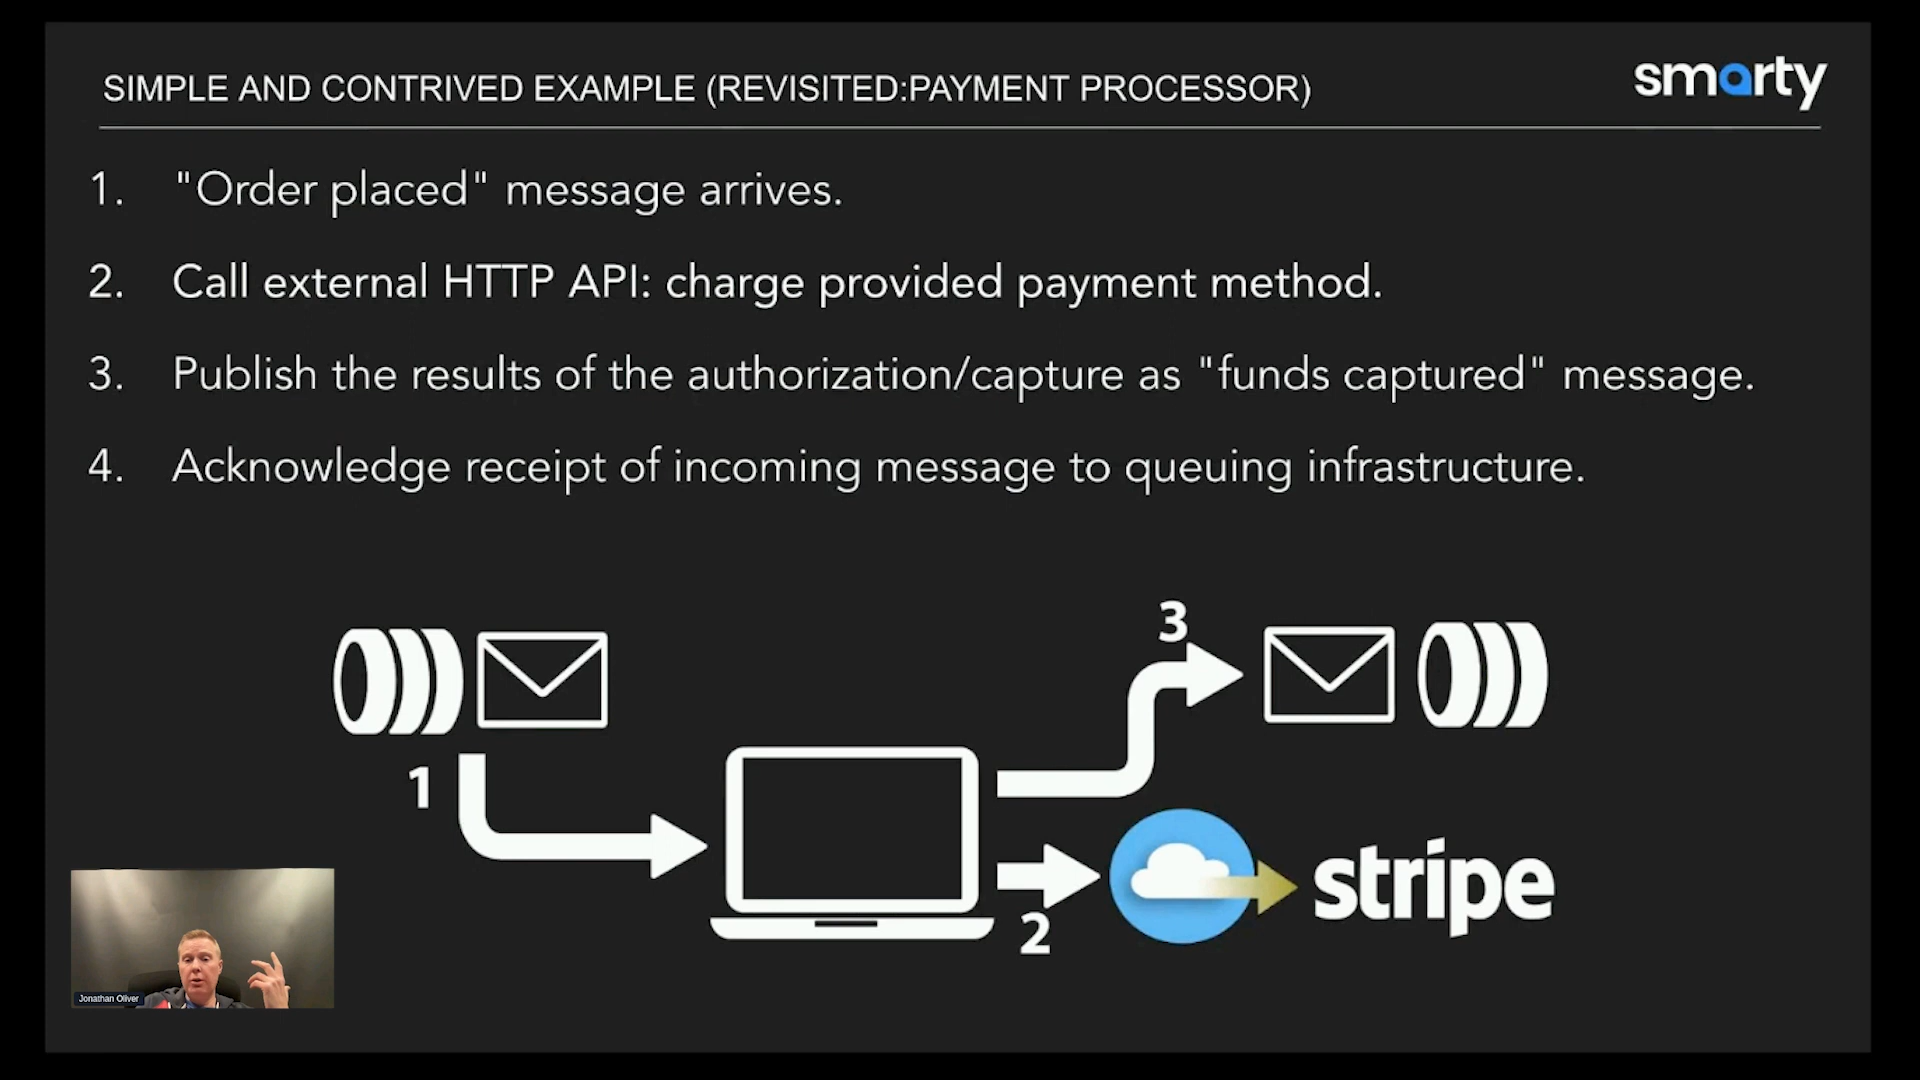 SIMPLE AND CONTRIVED EXAMPLE (REVISITED:PAYMENT PROCESSOR)
smarty
1. "Order placed" message arrives.
2. Call external HTTP API: charge provided payment method.
3. Publish the results of the authorization/capture as "funds captured" message.
4. Acknowledge receipt of incoming message to queuing infrastructure.
3
1
stripe
2
Jonathan Oliver